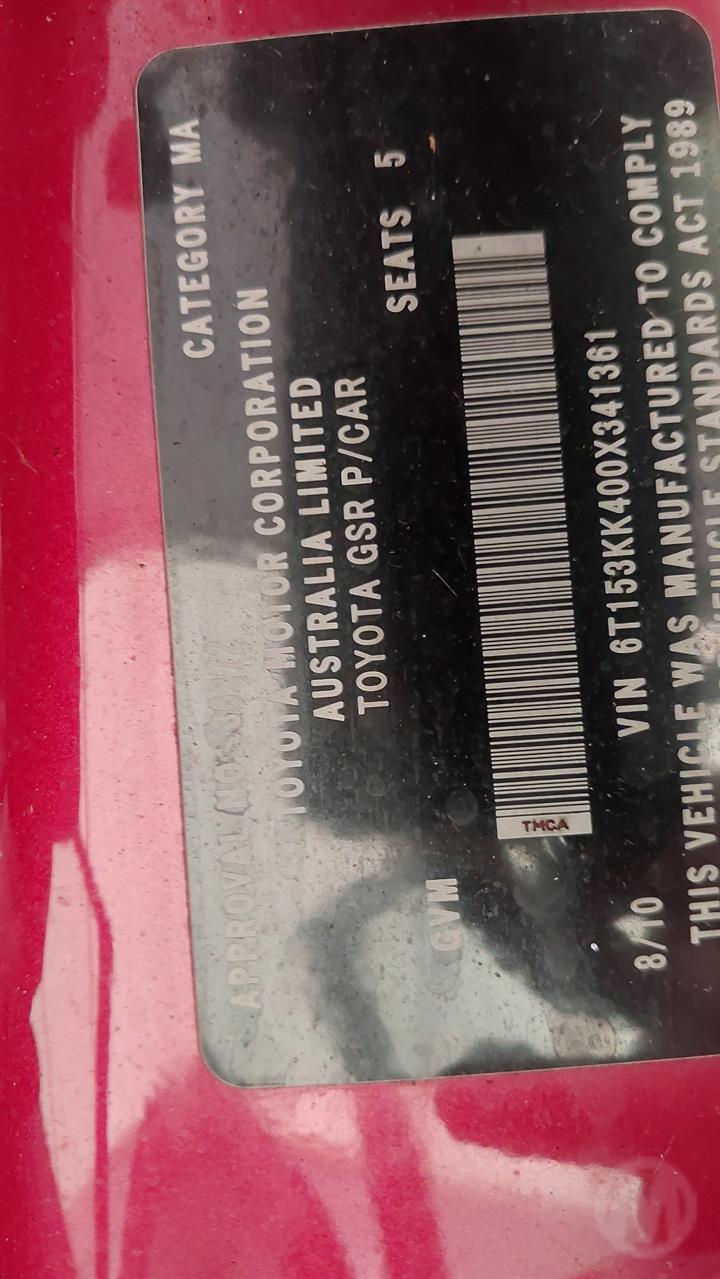 CATEGORY MA
APPROVAL NO.
TOYOTA MOTOR CORPORATION
AUSTRALIA LIMITED
TOYOTA GSR P/CAR
GVM SEATS 5
TMCA
8/10 VIN 6T153KK400X341361
THIS VEHICLE WAS MANUFACTURED TO COMPLY
VEHICLE STANDARDS ACT 1989
M